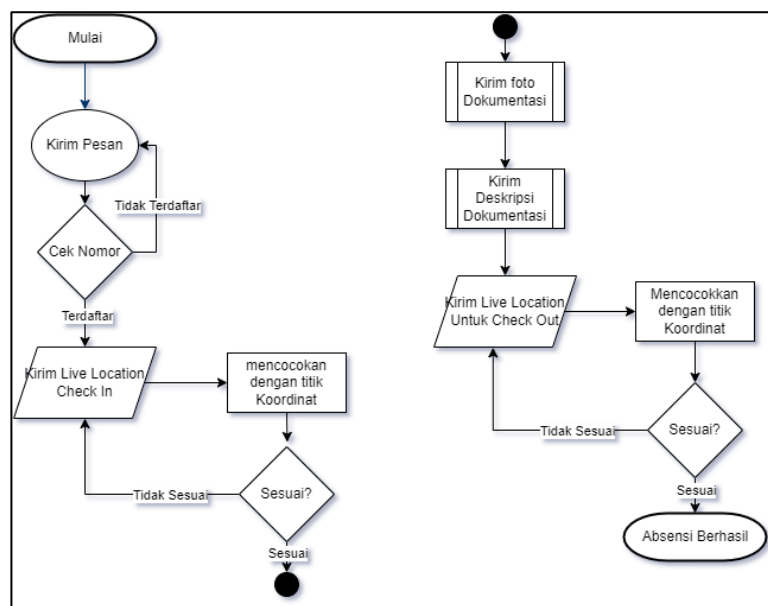 Mulai
Kirim Pesan
Tidak Terdaftar
Cek Nomor
Terdaftar
Kirim Live Location
Check In
mencocokan
dengan titik
Koordinat
Tidak Sesuai
Sesuai?
Sesuai
Kirim foto
Dokumentasi
Kirim
Deskripsi
Dokumentasi
Kirim Live Location
Untuk Check Out
Mencocokkan
dengan titik
Koordinat
Tidak Sesuai
Sesuai?
Sesuai
Absensi Berhasil